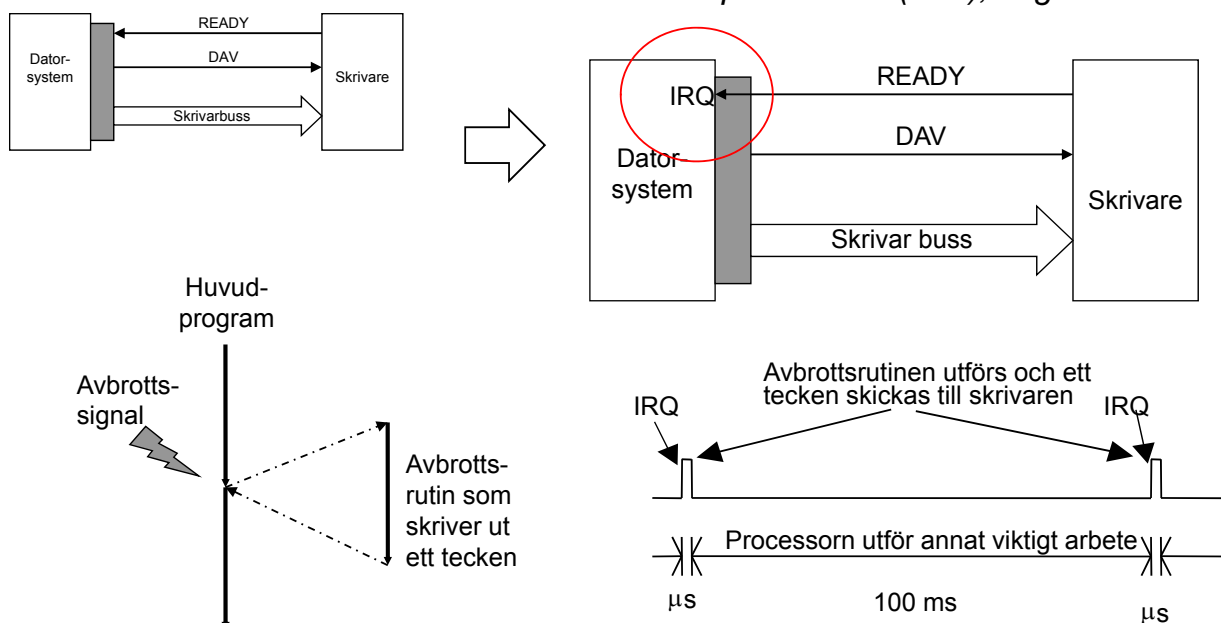 READY
Dator-
system
DAV
Skrivare
Skrivarbuss
IRQ
READY
DAV
Dator-
system
Skrivare
Skrivar buss
Huvud-
program
Avbrotts-
signal
Avbrotts-
rutin som
skriver ut
ett tecken
Avbrottsrutinen utförs och ett
tecken skickas till skrivaren
IRQ
IRQ
Processorn utför annat viktigt arbete
μs
100 ms
μs